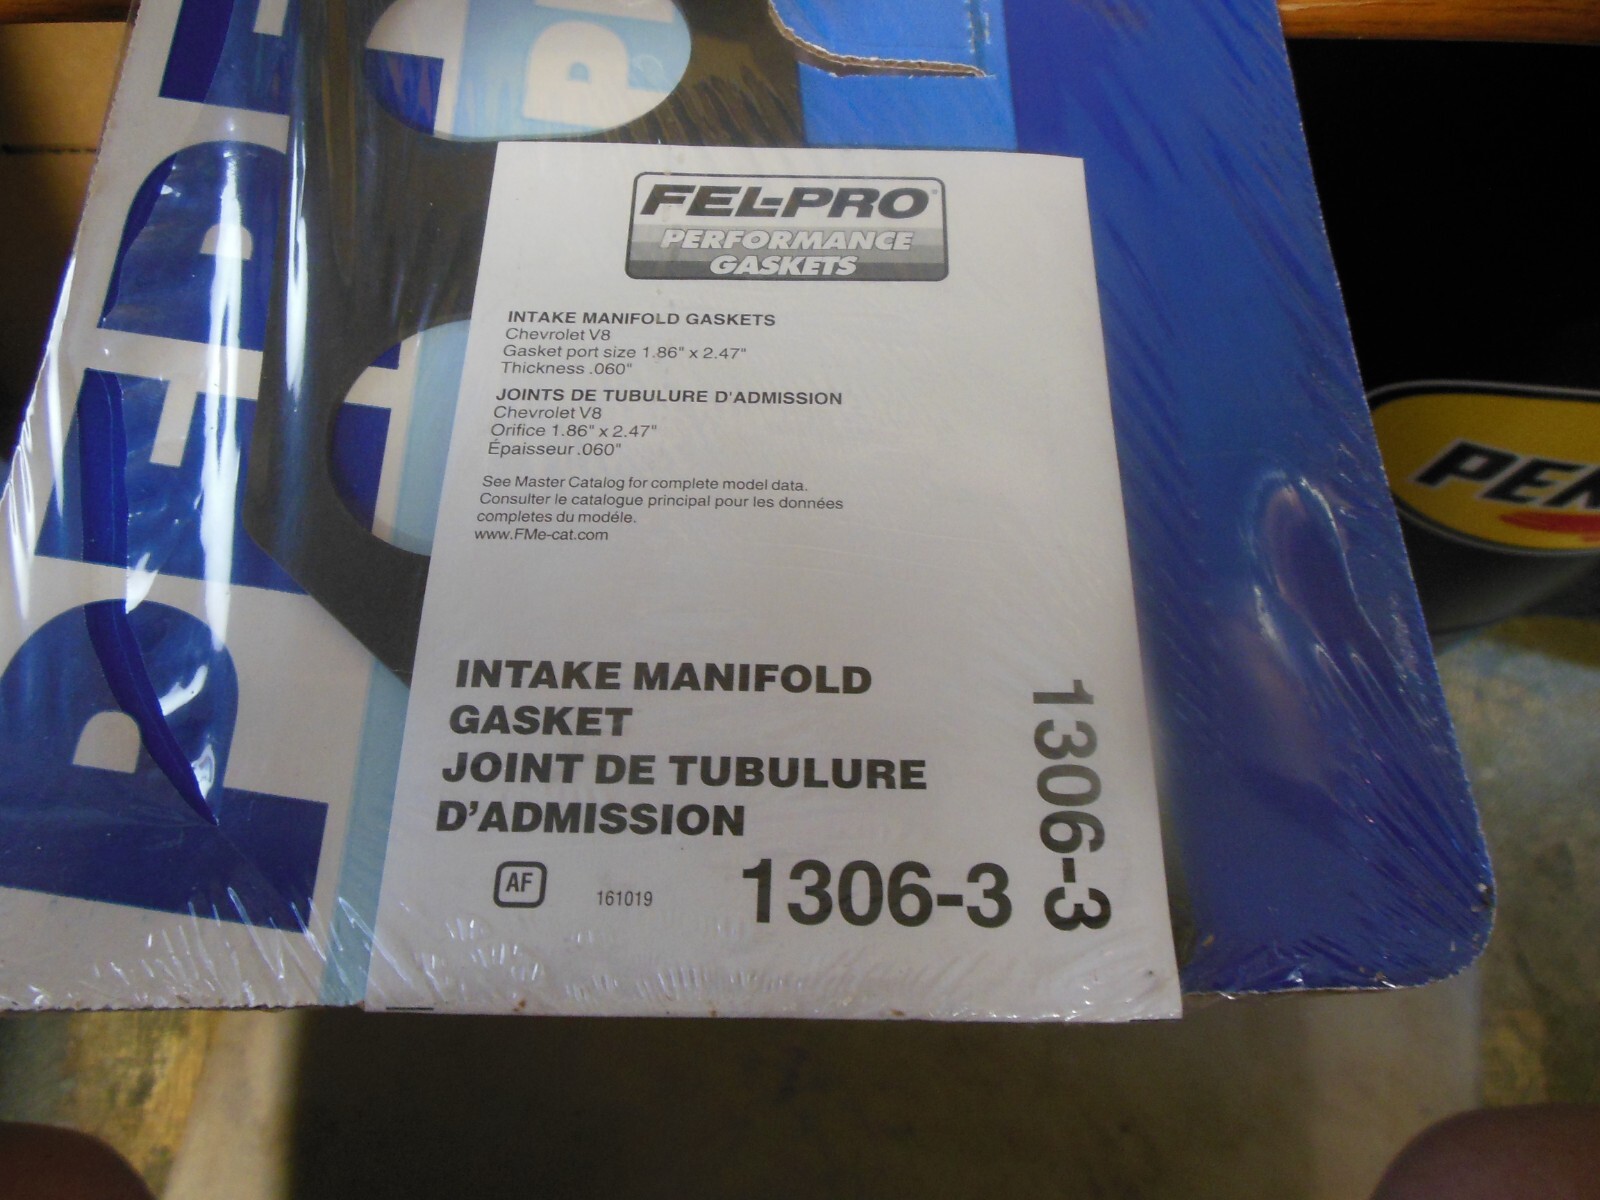 FEL-PRO®
PERFORMANCE
GASKETS
INTAKE MANIFOLD GASKETS
Chevrolet V8
Gasket port size 1.86" x 2.47"
Thickness .060"
JOINTS DE TUBULURE D'ADMISSION
Chevrolet V8
Orifice 1.86" x 2.47"
Épaisseur .060"
See Master Catalog for complete model data.
Consulter le catalogue principal pour les données
completes du modéle.
www.FMe-cat.com
INTAKE MANIFOLD
GASKET
JOINT DE TUBULURE
D'ADMISSION
AF
161019
1306-3
1306-3